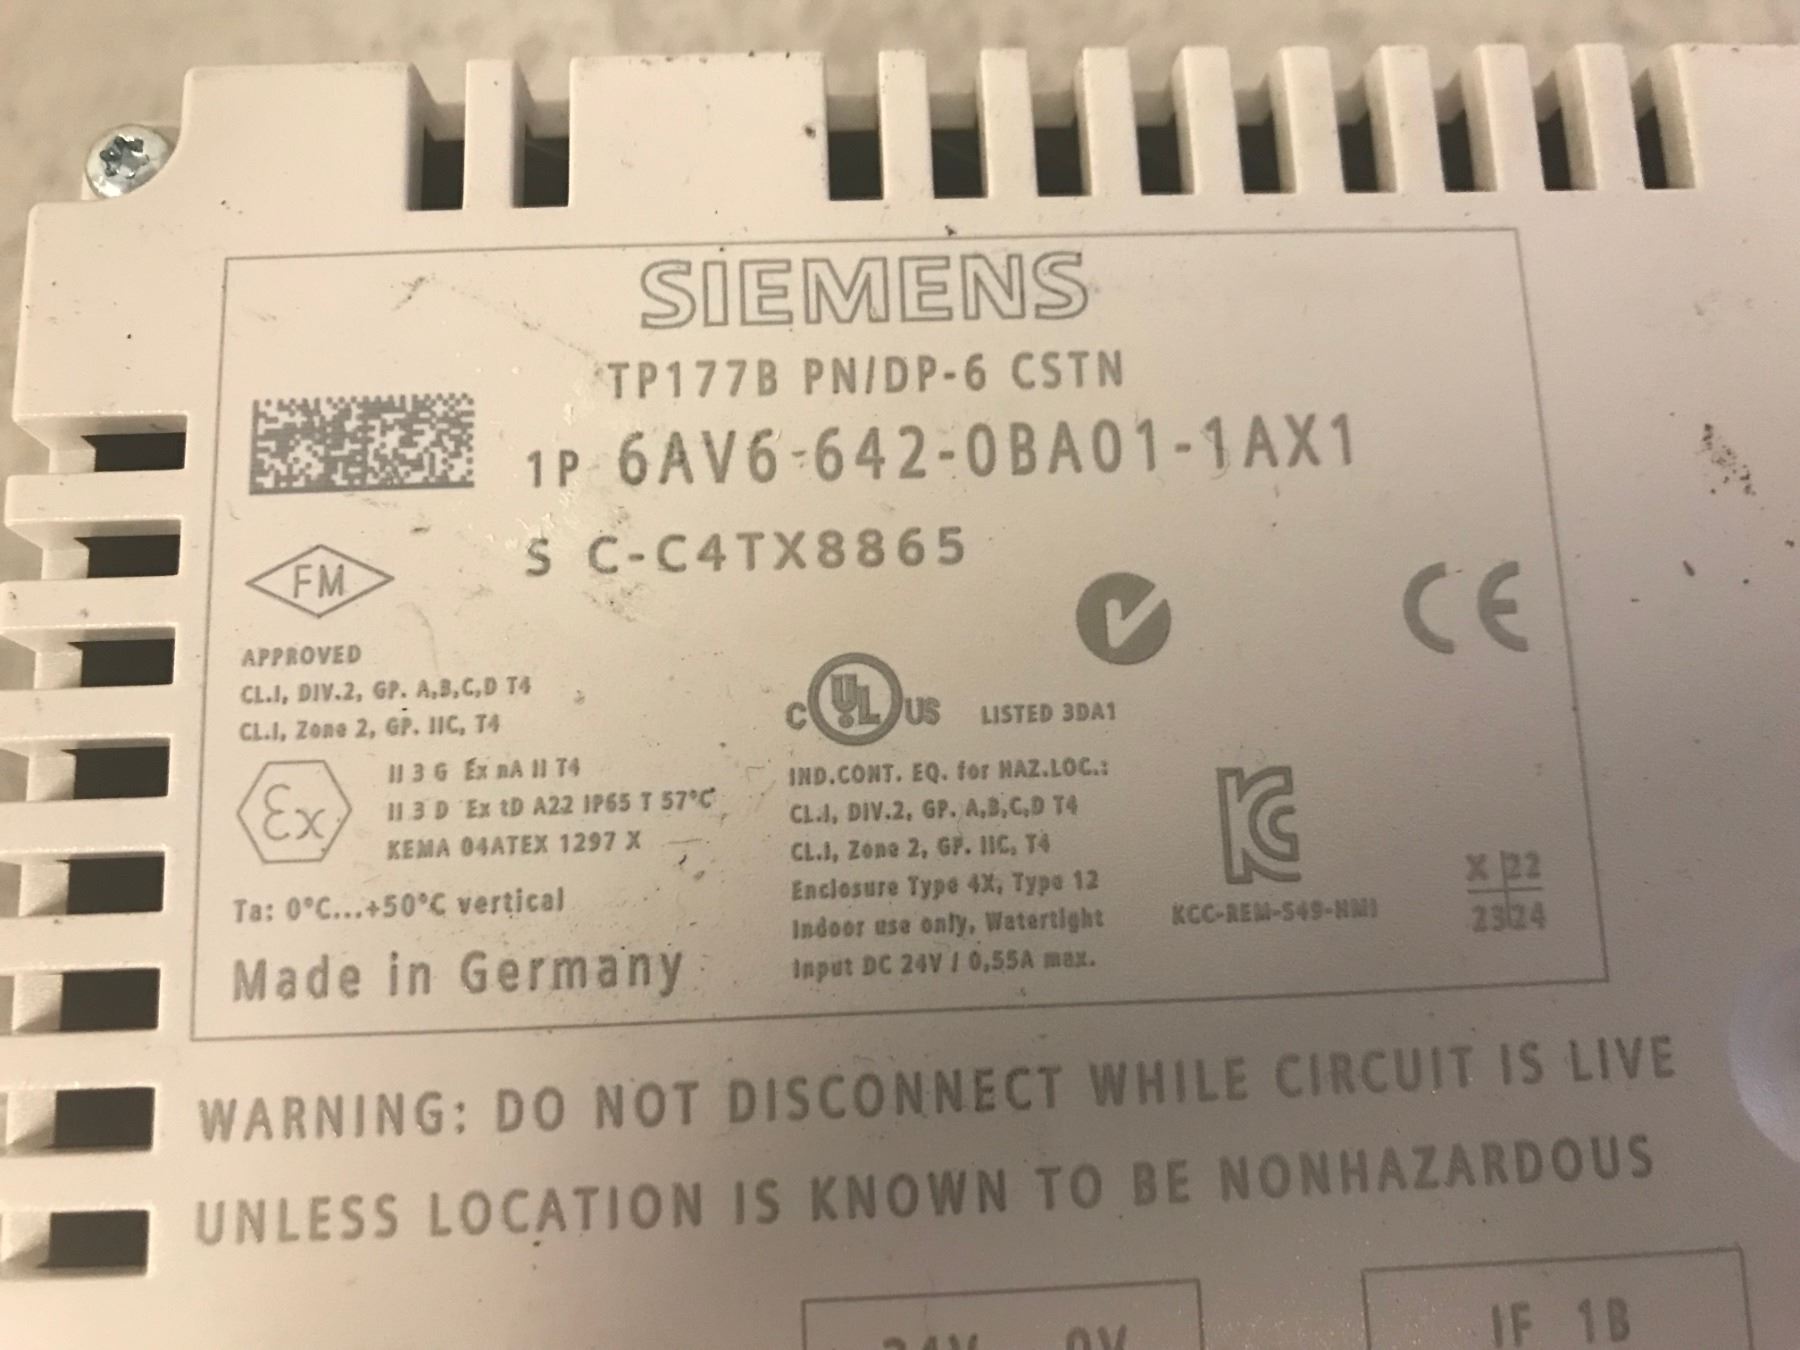 SIEMENS
TP177B PN/DP-6 CSTN
1P 6AV6-642-0BA01-1AX1
S C-C4TX8865
FM
APPROVED
CL.I, DIV.2, GP. A,B,C,D T4
CL.I, Zone 2, GP. IIC, T4
Ex
II 3 G Ex nA II T4
II 3 D Ex tD A22 IP65 T 57°C
KEMA 04ATEX 1297 X
Ta: 0°C...+50°C vertical
Made in Germany
CE
C UL US LISTED 3DA1
IND.CONT. EQ. for HAZ.LOC.:
CL.I, DIV.2, GP. A,B,C,D T4
CL.I, Zone 2, GP. IIC, T4
Enclosure Type 4X, Type 12
Indoor use only, Watertight
Input DC 24V / 0,55A max.
KC
KCC-REM-S49-HMI
X 22
23 24
WARNING: DO NOT DISCONNECT WHILE CIRCUIT IS LIVE
UNLESS LOCATION IS KNOWN TO BE NONHAZARDOUS
24V 0V
IF 1B